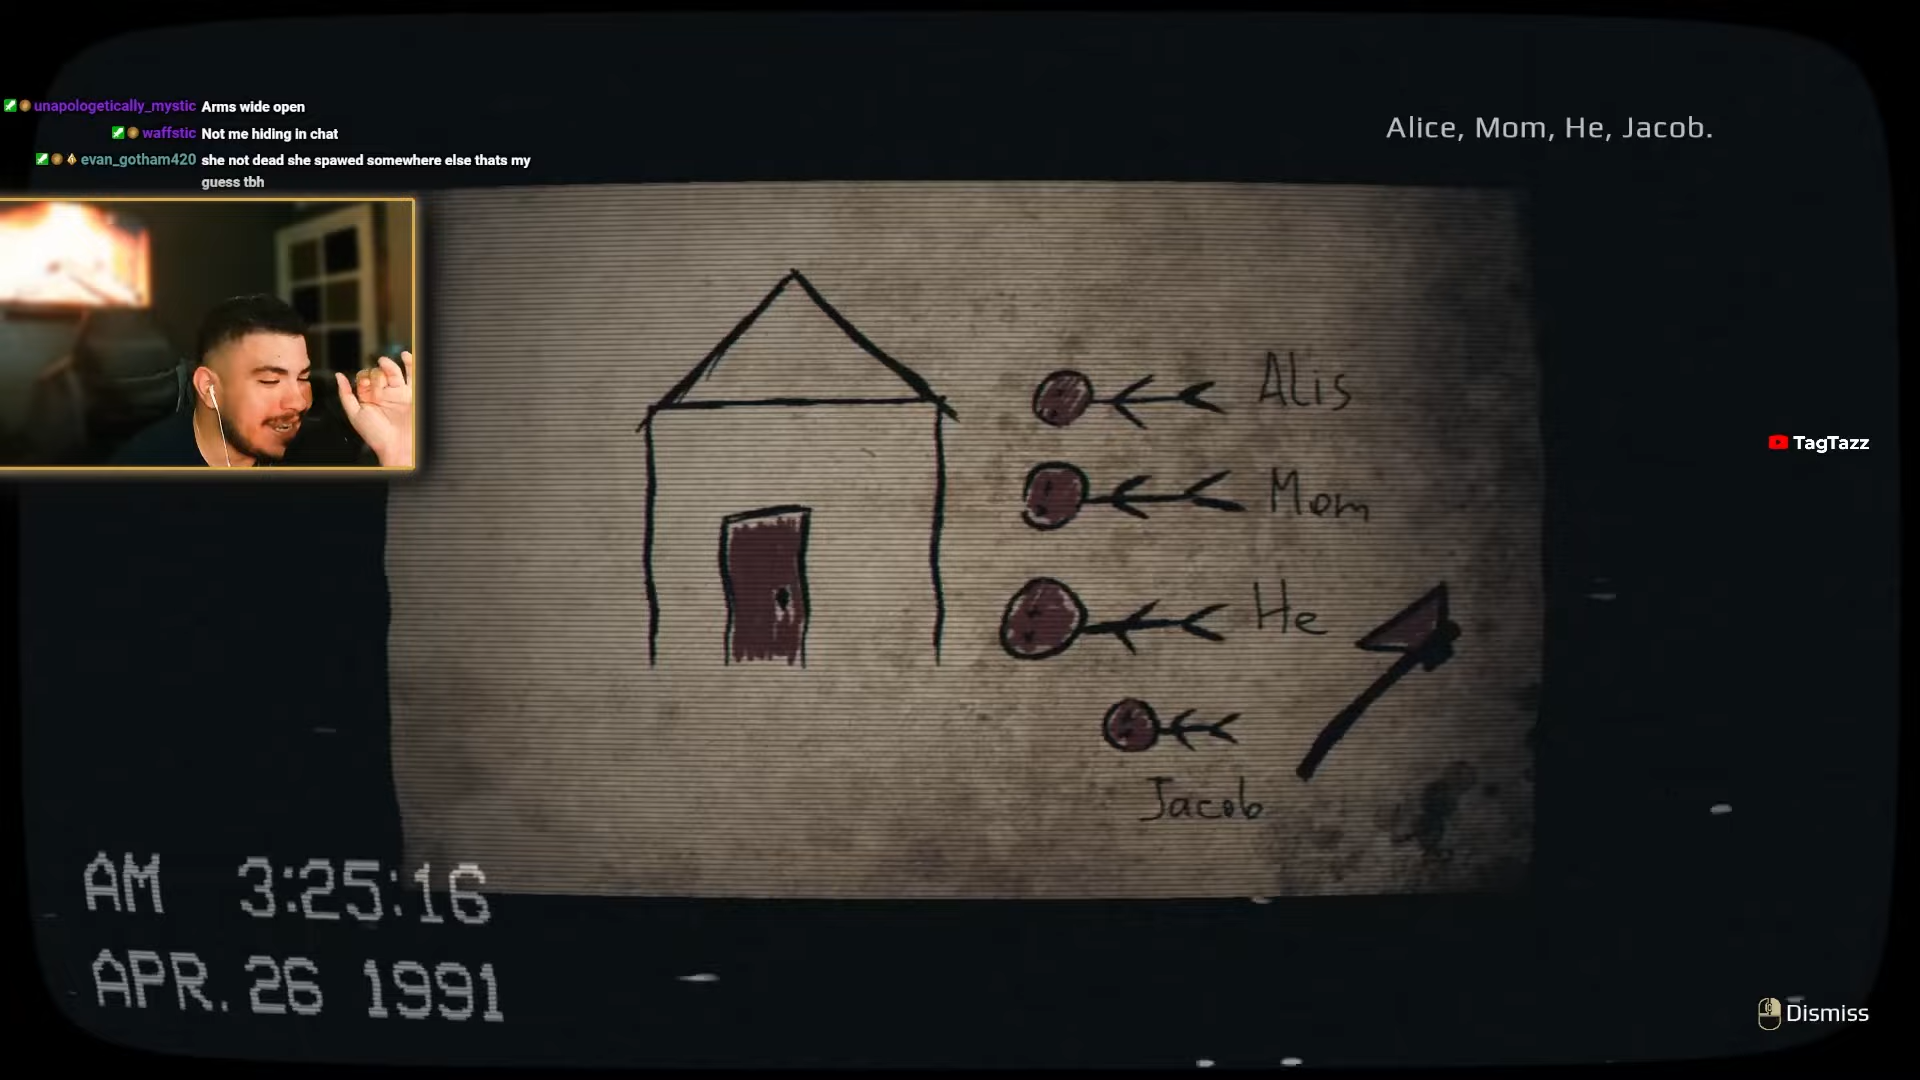 unapologetically_mystic Arms wide open
waffstic Not me hiding in chat
evan_gotham420 she not dead she spawed somewhere else thats my
guess tbh
Alice, Mom, He, Jacob.
Alis
Mom
He
Jacob
TagTazz
AM 3:25:16
APR. 26 1991
Dismiss